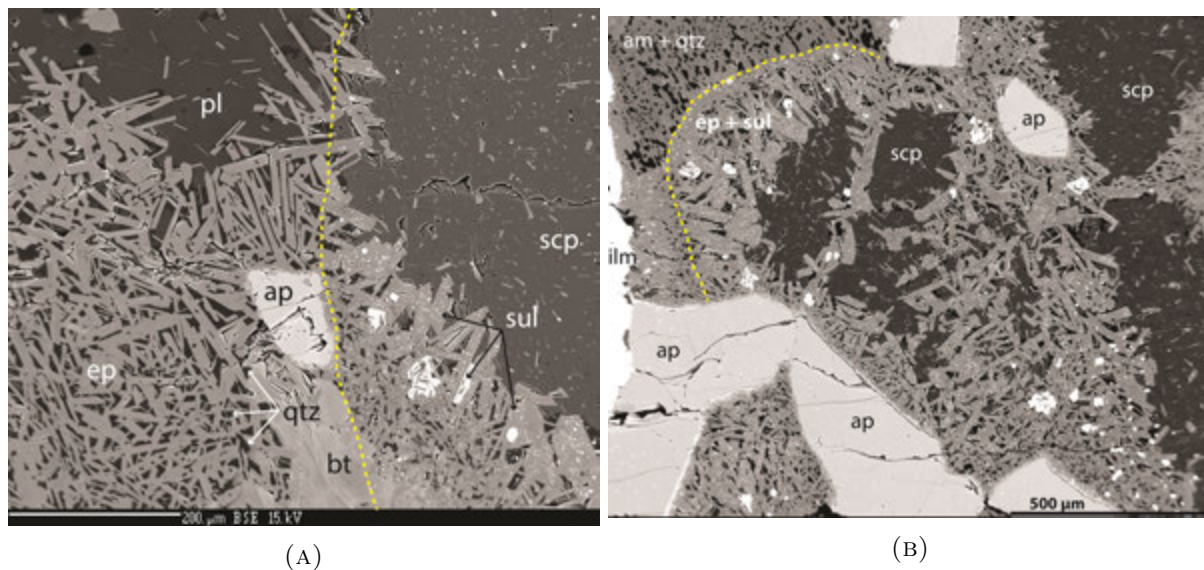 pl
scp
ap
sul
ep
qtz
bt
200 µm BSE 15 kV
(A)
am + qtz
scp
ap
ep + sul
scp
ilm
ap
ap
500 µm
(B)